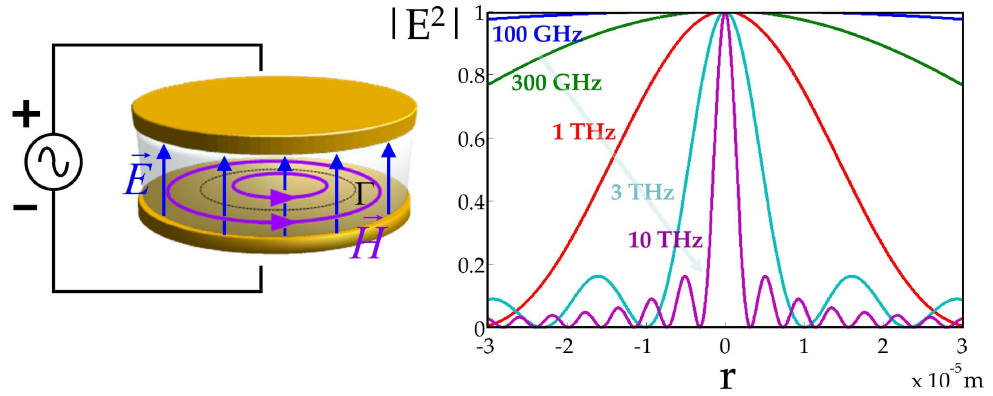 +
−
E
H
Γ
|E²|
100 GHz
300 GHz
1 THz
3 THz
10 THz
1
0.8
0.6
0.4
0.2
0
-3
-2
-1
0
1
2
3
r
x 10⁻⁵ m